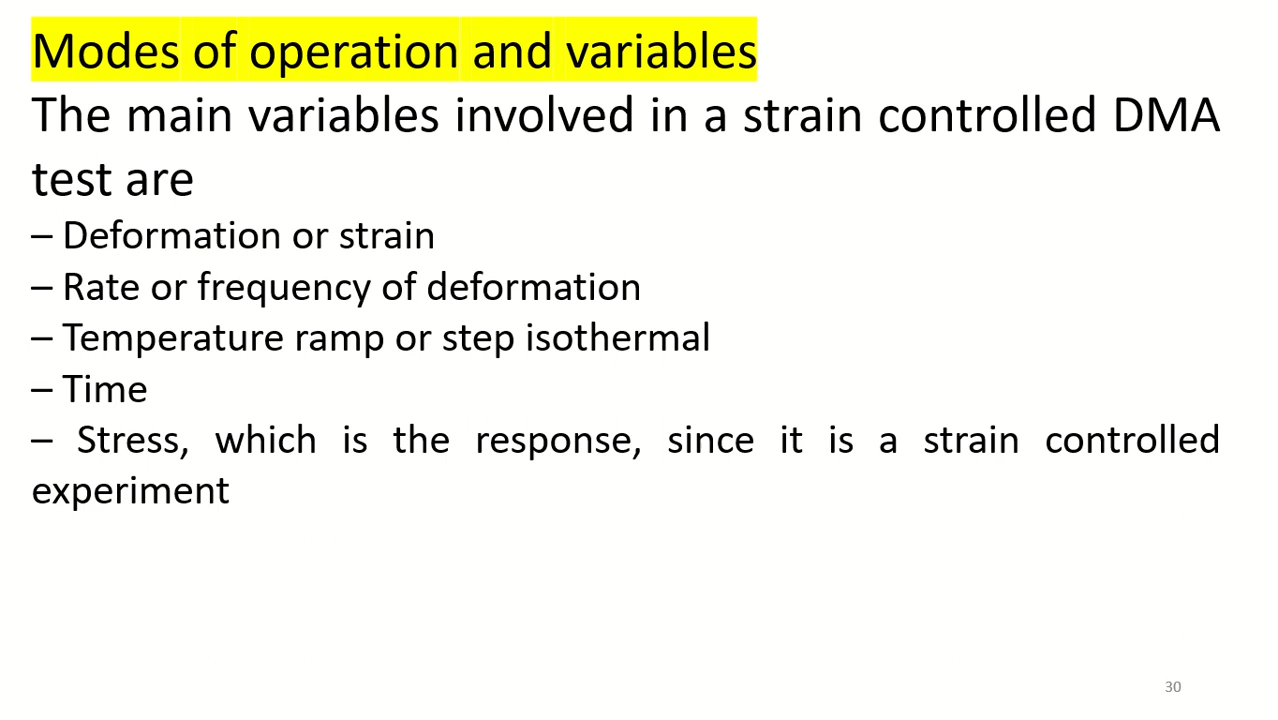 Modes of operation and variables
The main variables involved in a strain controlled DMA
test are
– Deformation or strain
– Rate or frequency of deformation
– Temperature ramp or step isothermal
– Time
– Stress, which is the response, since it is a strain controlled
experiment
30